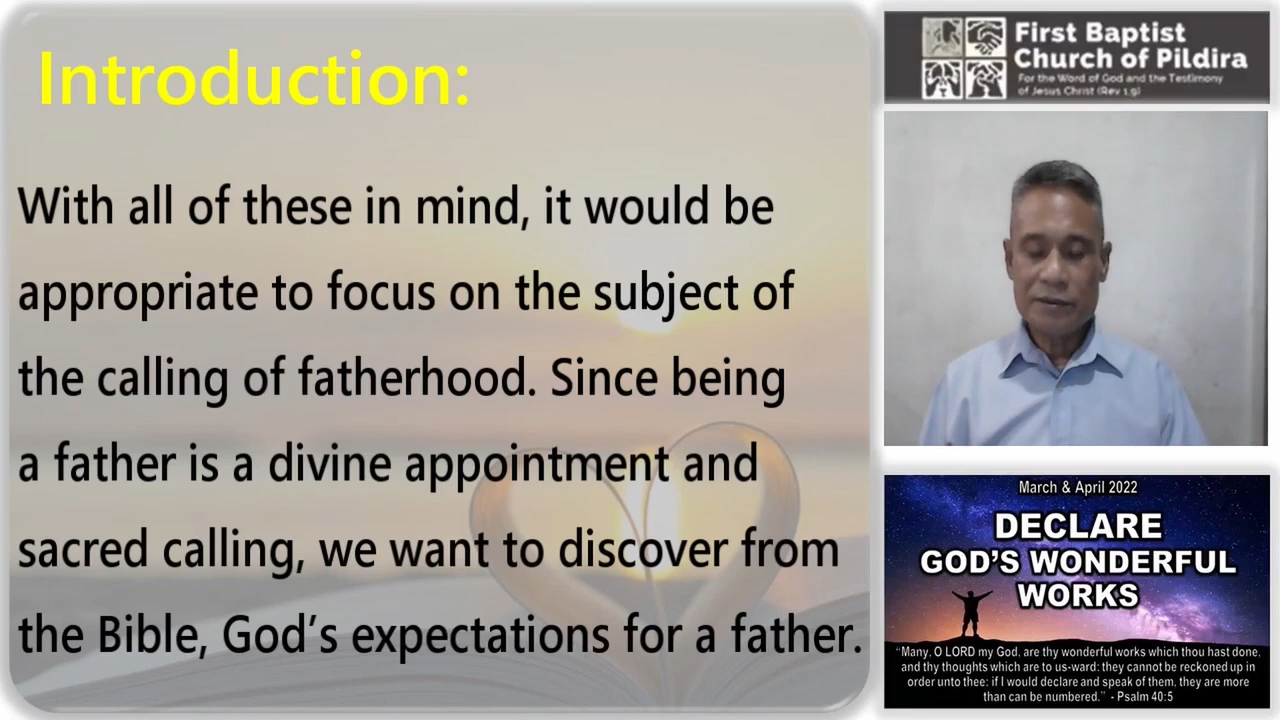 Introduction:
With all of these in mind, it would be
appropriate to focus on the subject of
the calling of fatherhood. Since being
a father is a divine appointment and
sacred calling, we want to discover from
the Bible, God's expectations for a father.
First Baptist
Church of Pildira
For the Word of God and the Testimony
of Jesus Christ (Rev 1:9)
March & April 2022
DECLARE
GOD'S WONDERFUL
WORKS
"Many, O LORD my God, are thy wonderful works which thou hast done,
and thy thoughts which are to us-ward: they cannot be reckoned up in
order unto thee: if I would declare and speak of them, they are more
than can be numbered." - Psalm 40:5